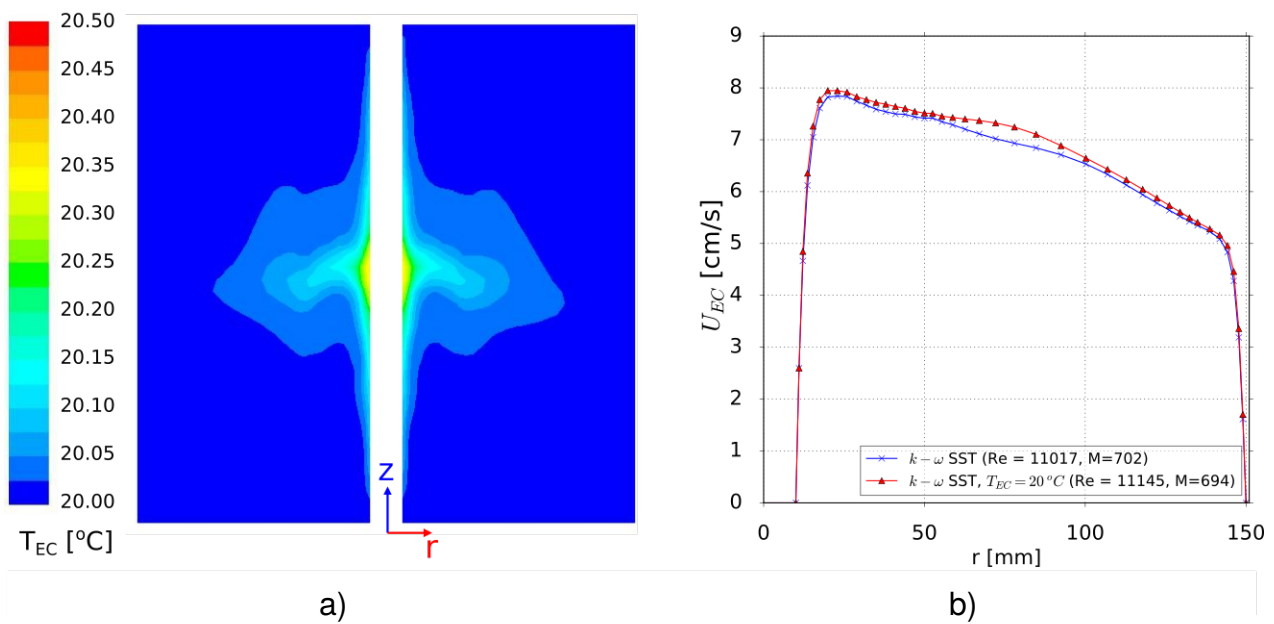 20.50
20.45
20.40
20.35
20.30
20.25
20.20
20.15
20.10
20.05
20.00
T_EC [°C]
z
r
a)
9
8
7
6
5
4
3
2
1
0
U_EC [cm/s]
k − ω SST (Re = 11017, M=702)
k − ω SST, T_EC = 20 °C (Re = 11145, M=694)
0 50 100 150
r [mm]
b)